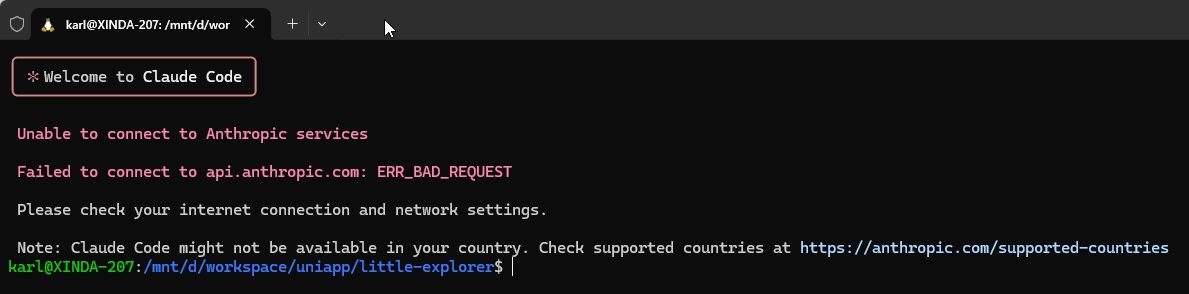 karl@XINDA-207: /mnt/d/wor
✻ Welcome to Claude Code
Unable to connect to Anthropic services
Failed to connect to api.anthropic.com: ERR_BAD_REQUEST
Please check your internet connection and network settings.
Note: Claude Code might not be available in your country. Check supported countries at https://anthropic.com/supported-countries
karl@XINDA-207:/mnt/d/workspace/uniapp/little-explorer$